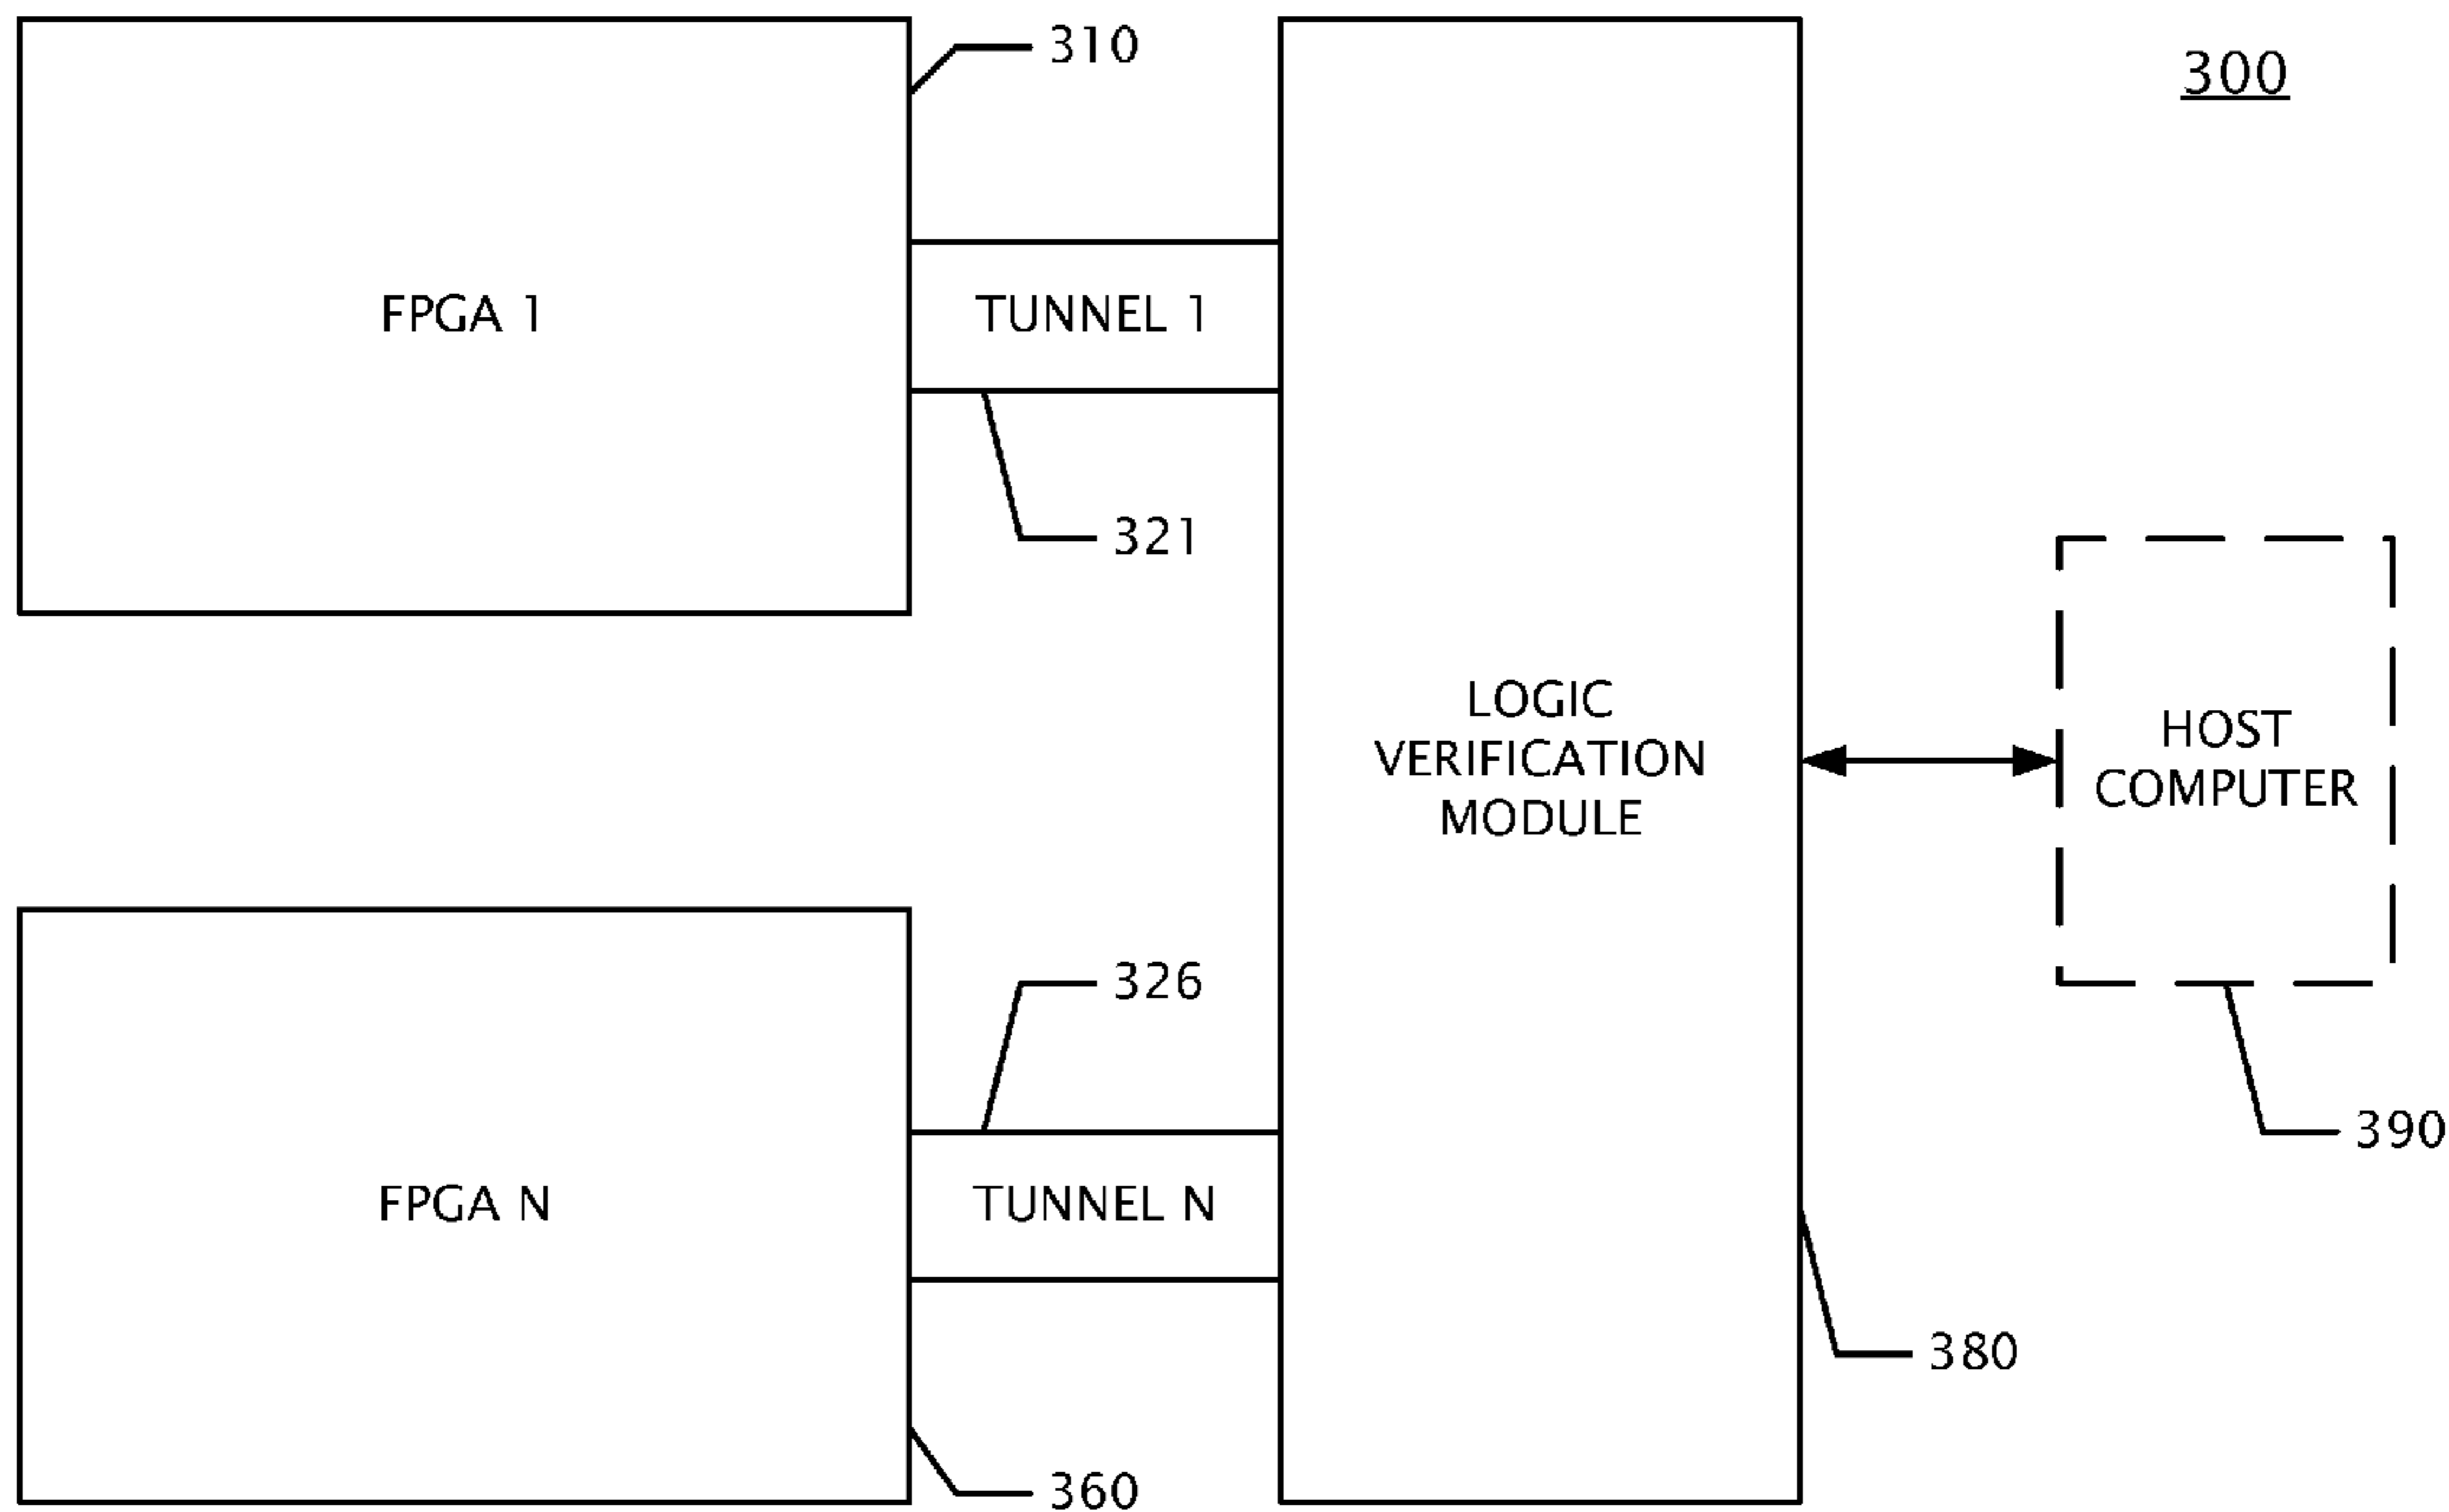 310
300
FPGA 1
TUNNEL 1
321
LOGIC
VERIFICATION
MODULE
HOST
COMPUTER
326
390
FPGA N
TUNNEL N
380
360